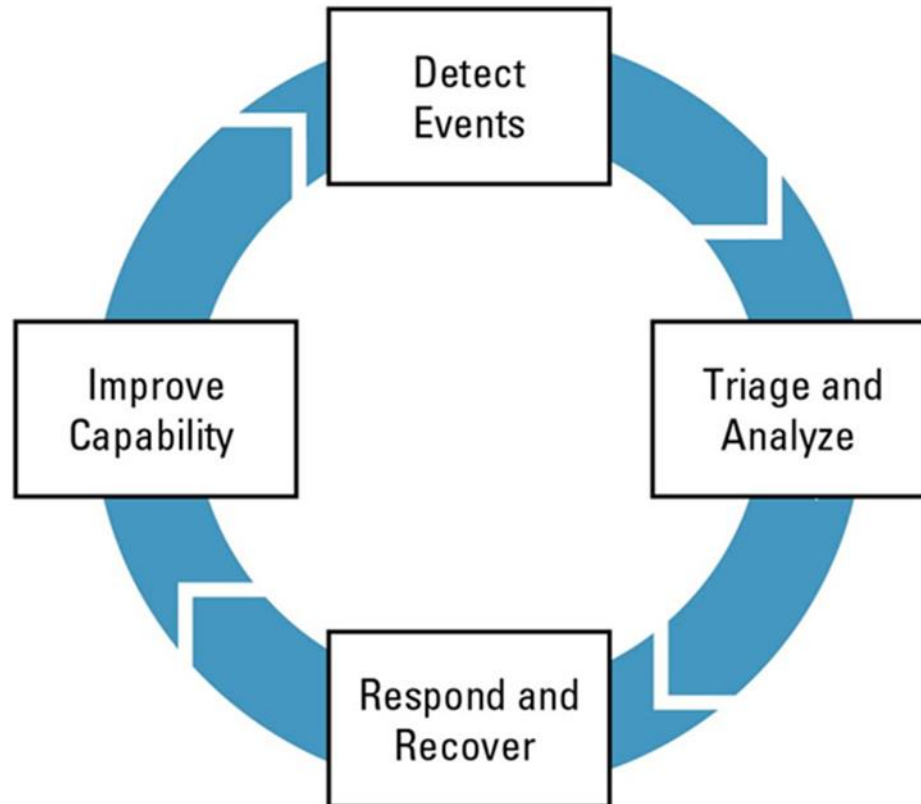 Detect
Events
Improve
Capability
Triage and
Analyze
Respond and
Recover